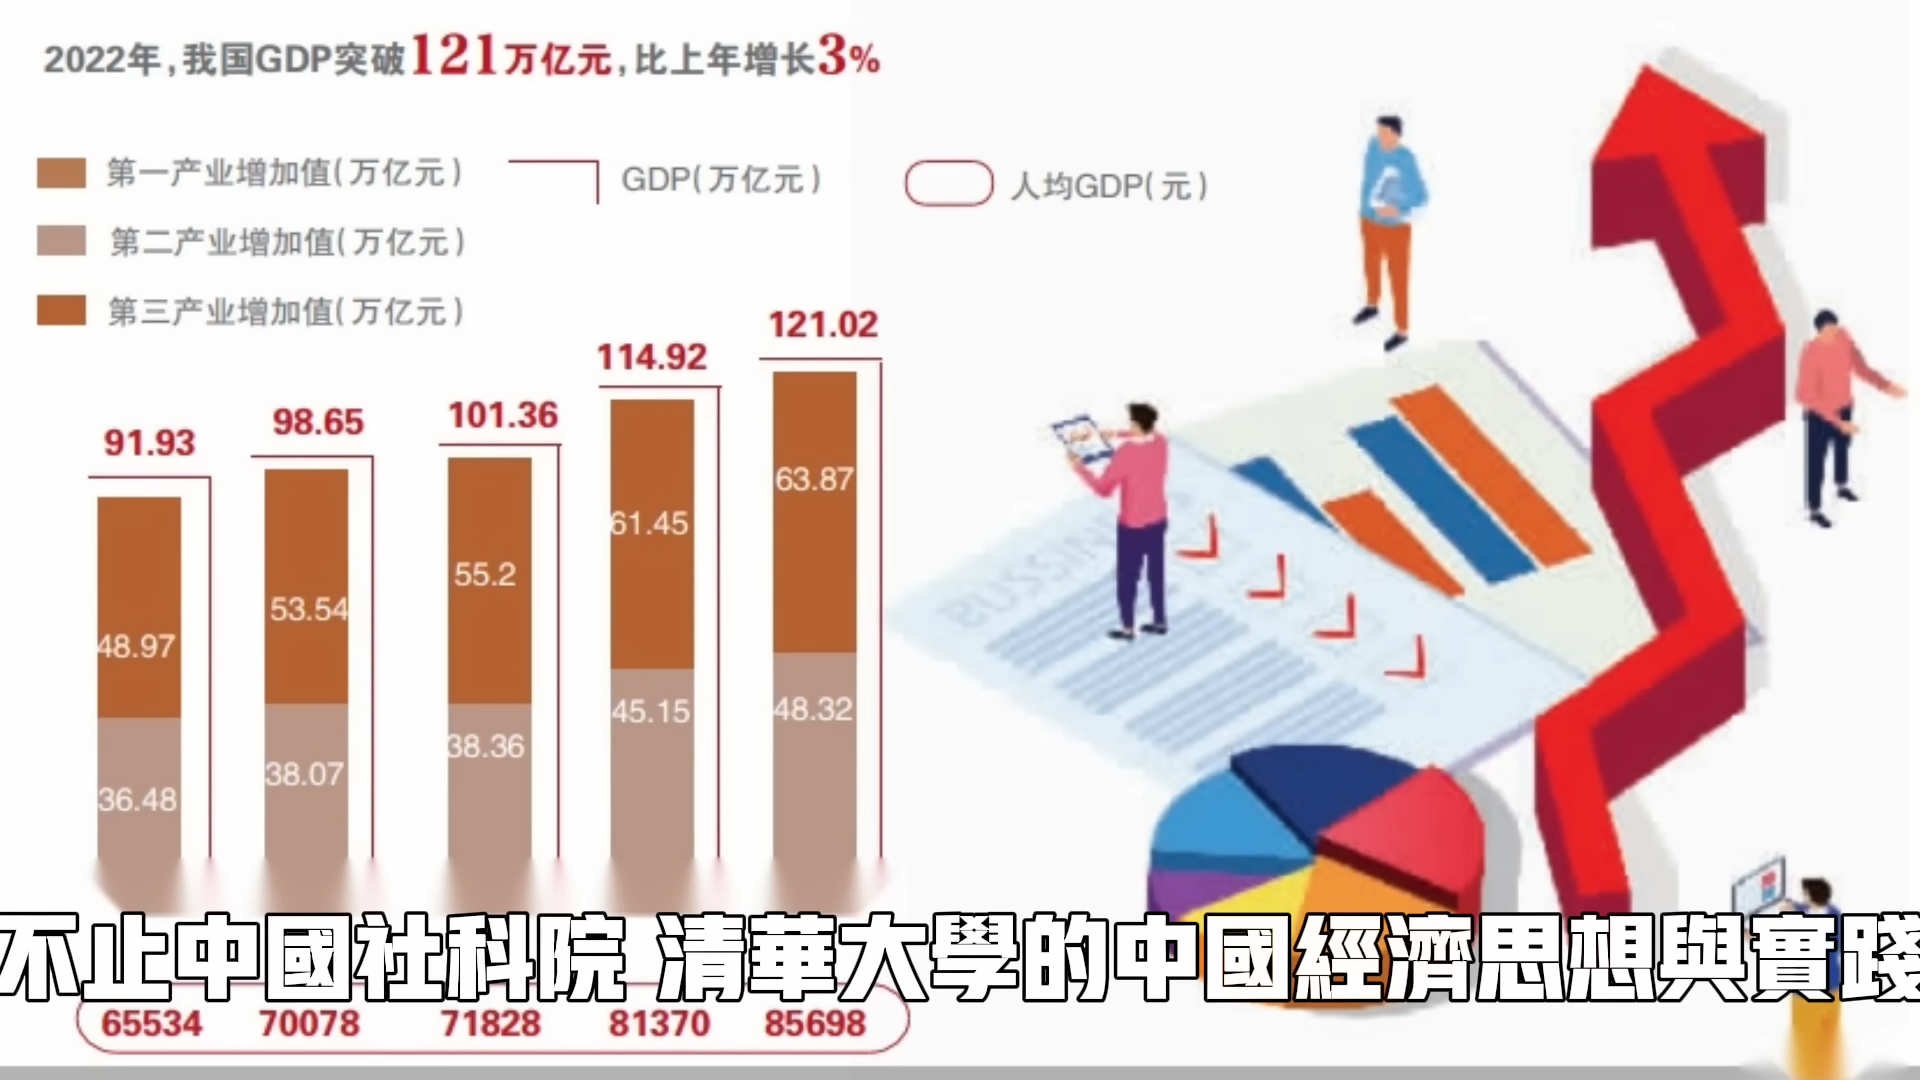 2022年,我国GDP突破121万亿元,比上年增长3%
第一产业增加值(万亿元)
GDP(万亿元)
人均GDP(元)
第二产业增加值(万亿元)
第三产业增加值(万亿元)
91.93 98.65 101.36 114.92 121.02
48.97 53.54 55.2 61.45 63.87
36.48 38.07 38.36 45.15 48.32
BUSSIN
不止中國社科院 清華大學的中國經濟思想與實踐
65534 70078 71828 81370 85698